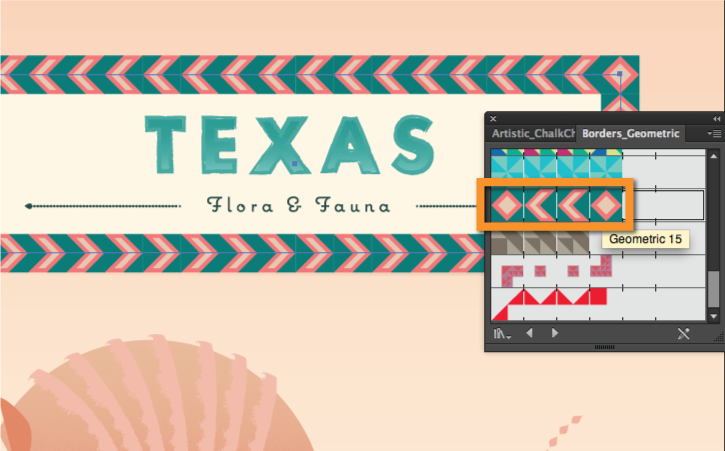 TEXAS
Flora & Fauna
Artistic_ChalkCh
Borders_Geometric
Geometric 15